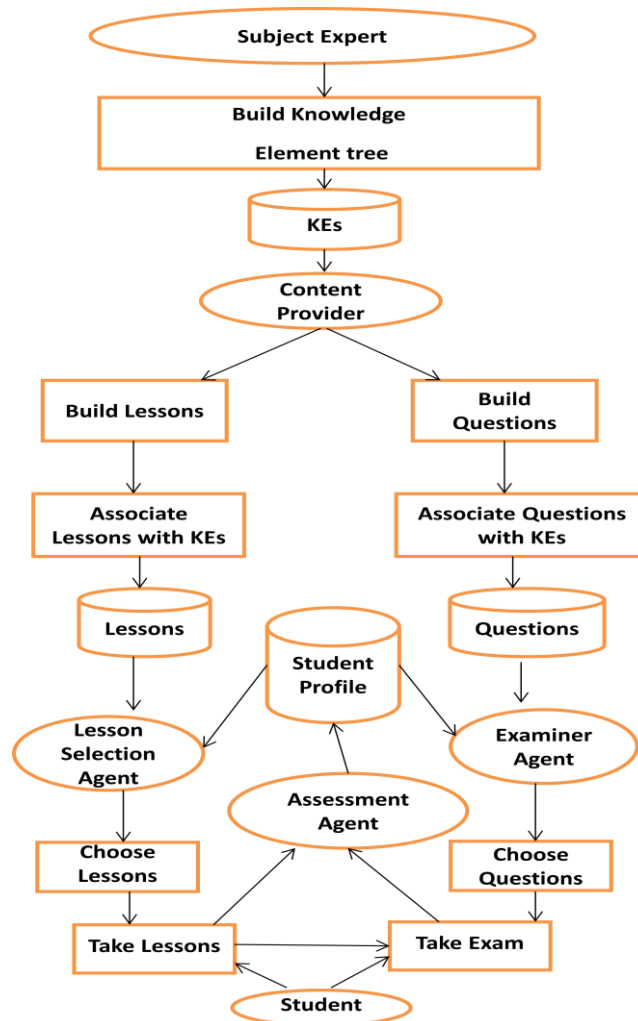 Subject Expert
Build Knowledge
Element tree
KEs
Content
Provider
Build Lessons
Build
Questions
Associate
Lessons with KEs
Associate Questions
with KEs
Lessons
Student
Profile
Questions
Lesson
Selection
Agent
Examiner
Agent
Assessment
Agent
Choose
Lessons
Choose
Questions
Take Lessons
Take Exam
Student